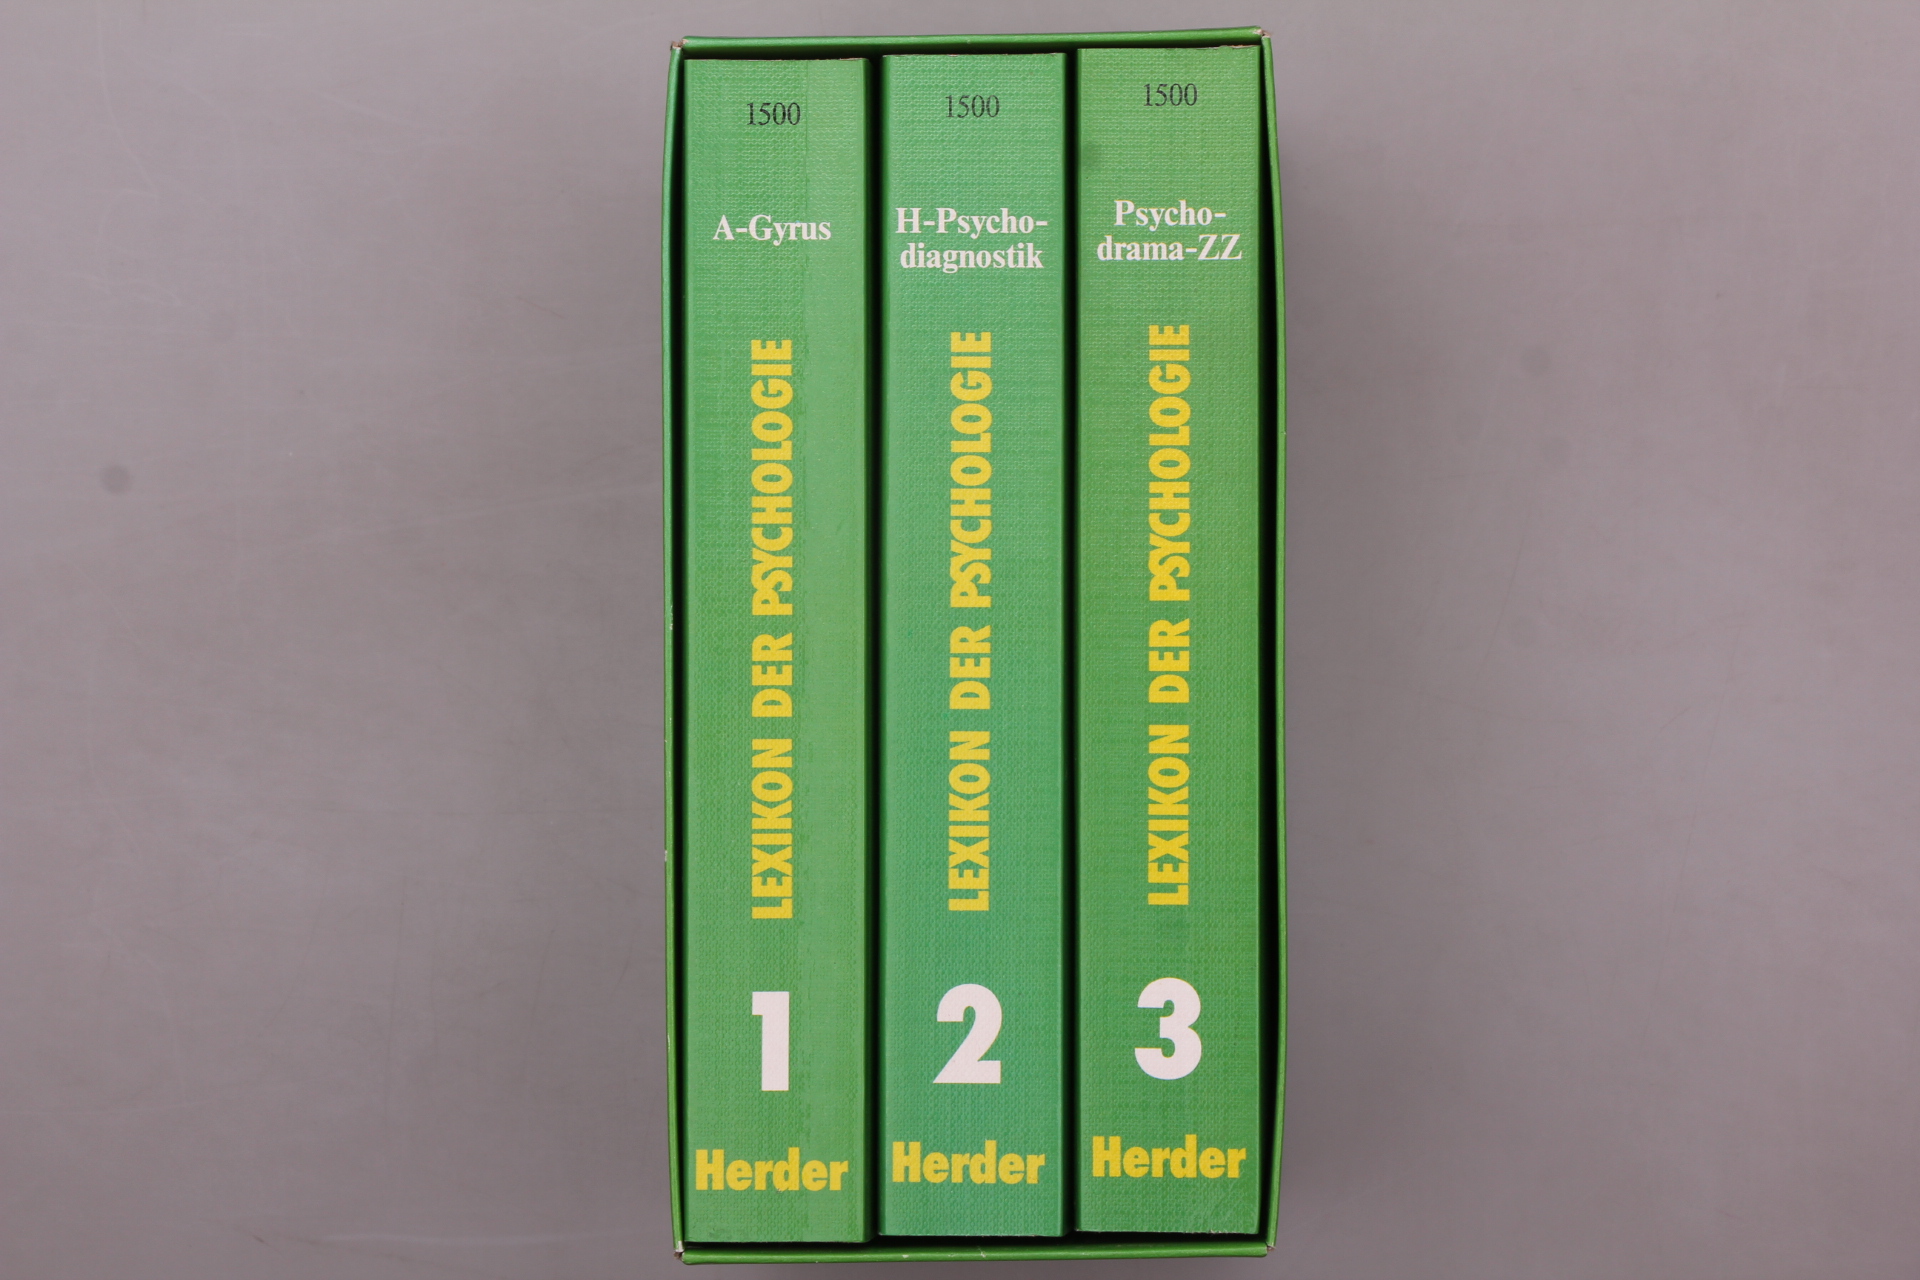 1500
A-Gyrus
LEXIKON DER PSYCHOLOGIE
1
Herder
1500
H-Psycho-
diagnostik
LEXIKON DER PSYCHOLOGIE
2
Herder
1500
Psycho-
drama-ZZ
LEXIKON DER PSYCHOLOGIE
3
Herder